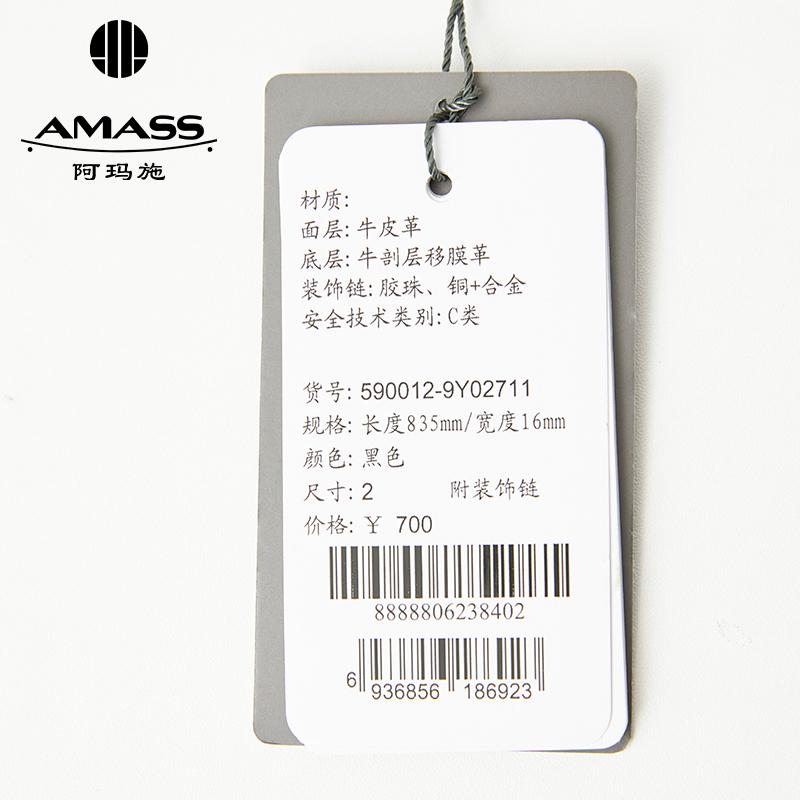 AMASS
阿玛施
材质:
面层: 牛皮革
底层: 牛剖层移膜革
装饰链: 胶珠、铜+合金
安全技术类别: C类
货号: 590012-9Y02711
规格: 长度835mm/宽度16mm
颜色: 黑色
尺寸: 2 附装饰链
价格: ¥ 700
8888806238402
6 936856 186923